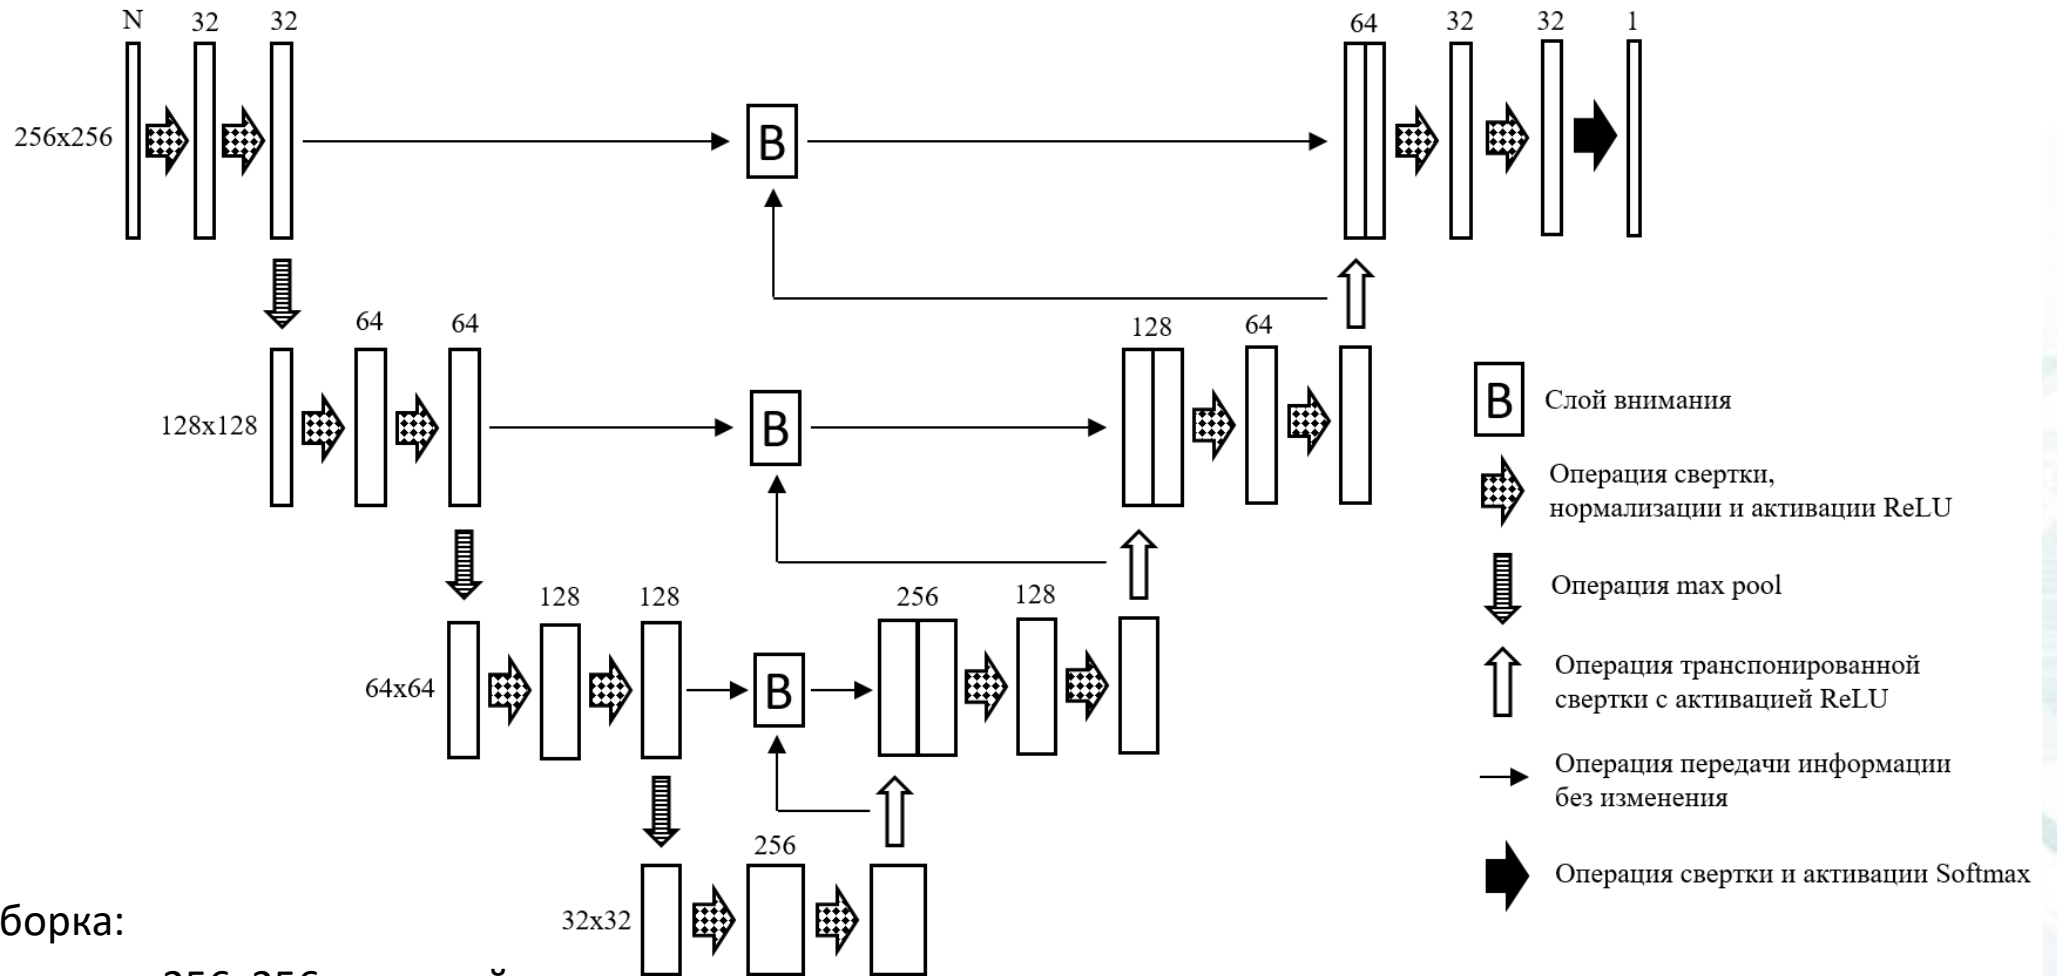 N 32 32 64 32 32 1
256x256
В
64 64 128 64
128x128
В
128 128 256 128
64x64
В
256
32x32
В Слой внимания
Операция свертки,
нормализации и активации ReLU
Операция max pool
Операция транспонированной
свертки с активацией ReLU
Операция передачи информации
без изменения
Операция свертки и активации Softmax
борка: